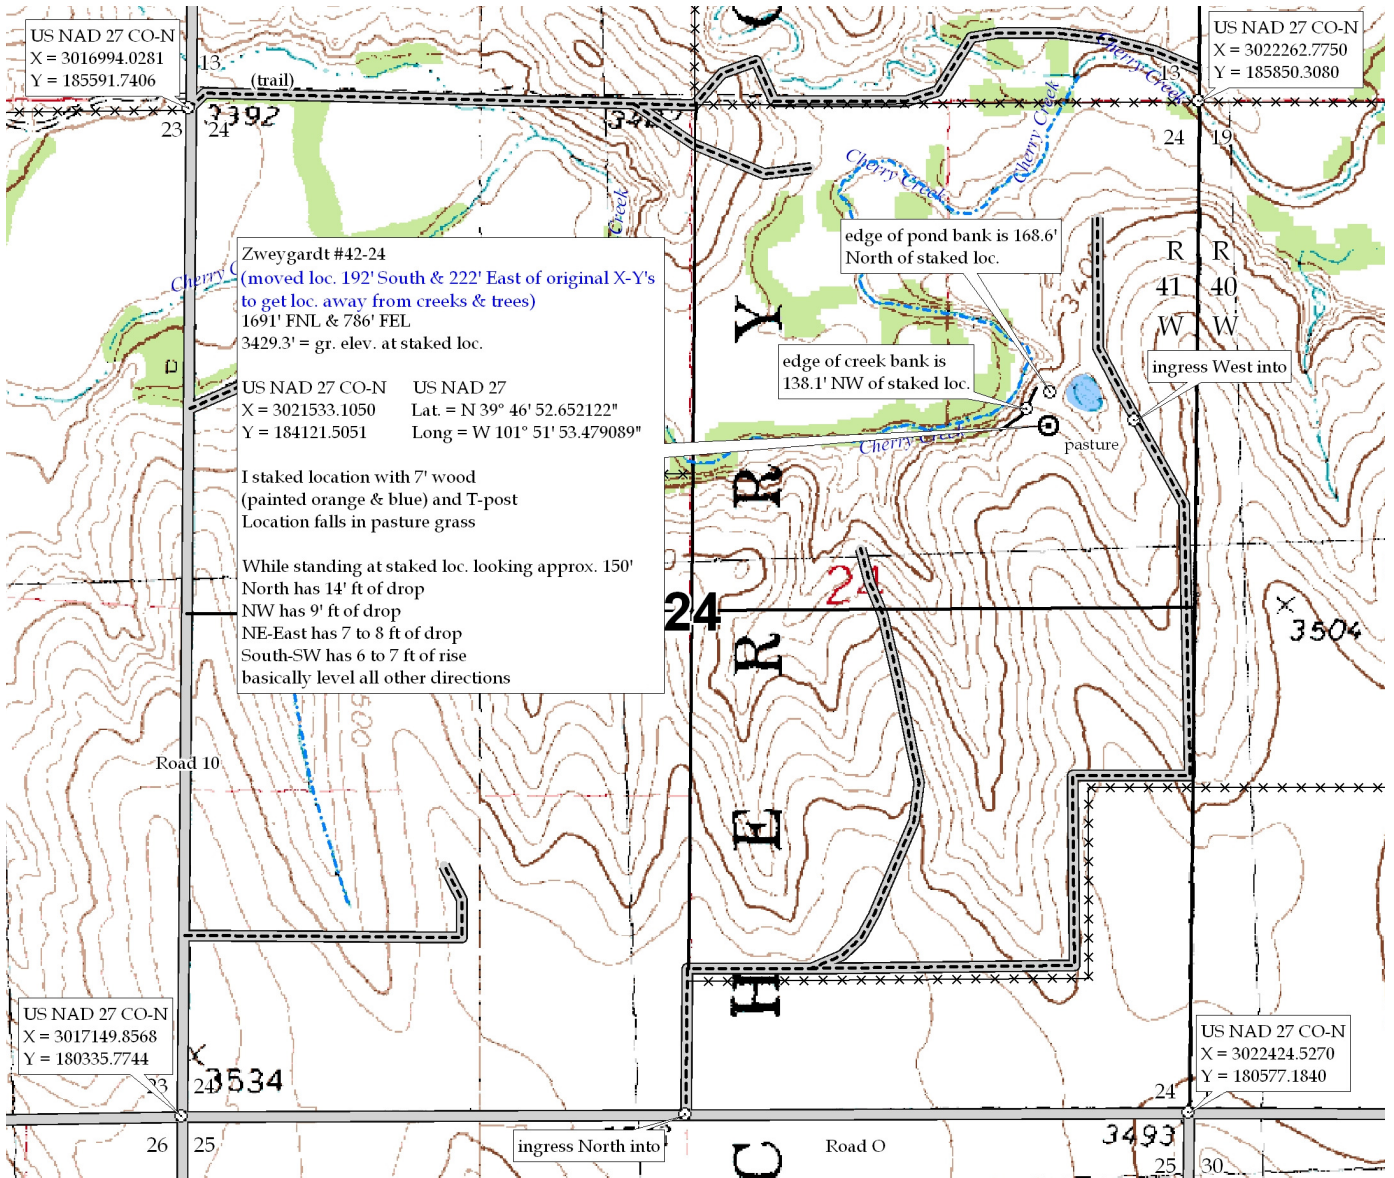 US NAD 27 CO-N
X = 3016994.0281
Y = 185591.7406
US NAD 27 CO-N
X = 3022262.7750
Y = 185850.3080
13
(trail)
13
Cherry Creek
3392
23
24
24
19
Cherry Creek
Cherry Creek
Creek
edge of pond bank is 168.6'
North of staked loc.
R
R
41
40
W
W
Zweygardt #42-24
(moved loc. 192' South & 222' East of original X-Y's
to get loc. away from creeks & trees)
1691' FNL & 786' FEL
3429.3' = gr. elev. at staked loc.
US NAD 27 CO-N
US NAD 27
X = 3021533.1050
Lat. = N 39° 46' 52.652122"
Y = 184121.5051
Long = W 101° 51' 53.479089"
I staked location with 7' wood
(painted orange & blue) and T-post
Location falls in pasture grass
While standing at staked loc. looking approx. 150'
North has 14' ft of drop
NW has 9' ft of drop
NE-East has 7 to 8 ft of drop
South-SW has 6 to 7 ft of rise
basically level all other directions
edge of creek bank is
138.1' NW of staked loc.
ingress West into
Cherry Creek
pasture
24
24
3504
C H E R R Y C
Road 10
US NAD 27 CO-N
X = 3017149.8568
Y = 180335.7744
US NAD 27 CO-N
X = 3022424.5270
Y = 180577.1840
23
24
3534
24
3493
26
25
ingress North into
Road O
25
30